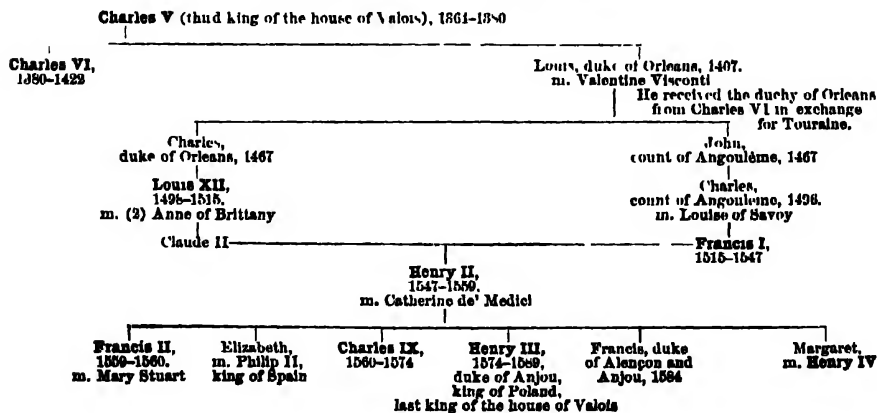 Charles V (third king of the house of Valois), 1364-1380
Charles VI,
1380-1422
Louis, duke of Orleans, 1407.
m. Valentine Visconti
He received the duchy of Orleans
from Charles VI in exchange
for Touraine.
Charles,
duke of Orleans, 1467
John,
count of Angoulême, 1467
Louis XII,
1498-1515.
m. (2) Anne of Brittany
Charles,
count of Angoulême, 1496.
m. Louise of Savoy
Claude II
Francis I,
1515-1547
Henry II,
1547-1559.
m. Catherine de' Medici
Francis II,
1559-1560.
m. Mary Stuart
Elizabeth,
m. Philip II,
king of Spain
Charles IX,
1560-1574
Henry III,
1574-1589,
duke of Anjou,
king of Poland,
last king of the house of Valois
Francis, duke
of Alençon and
Anjou, 1584
Margaret,
m. Henry IV